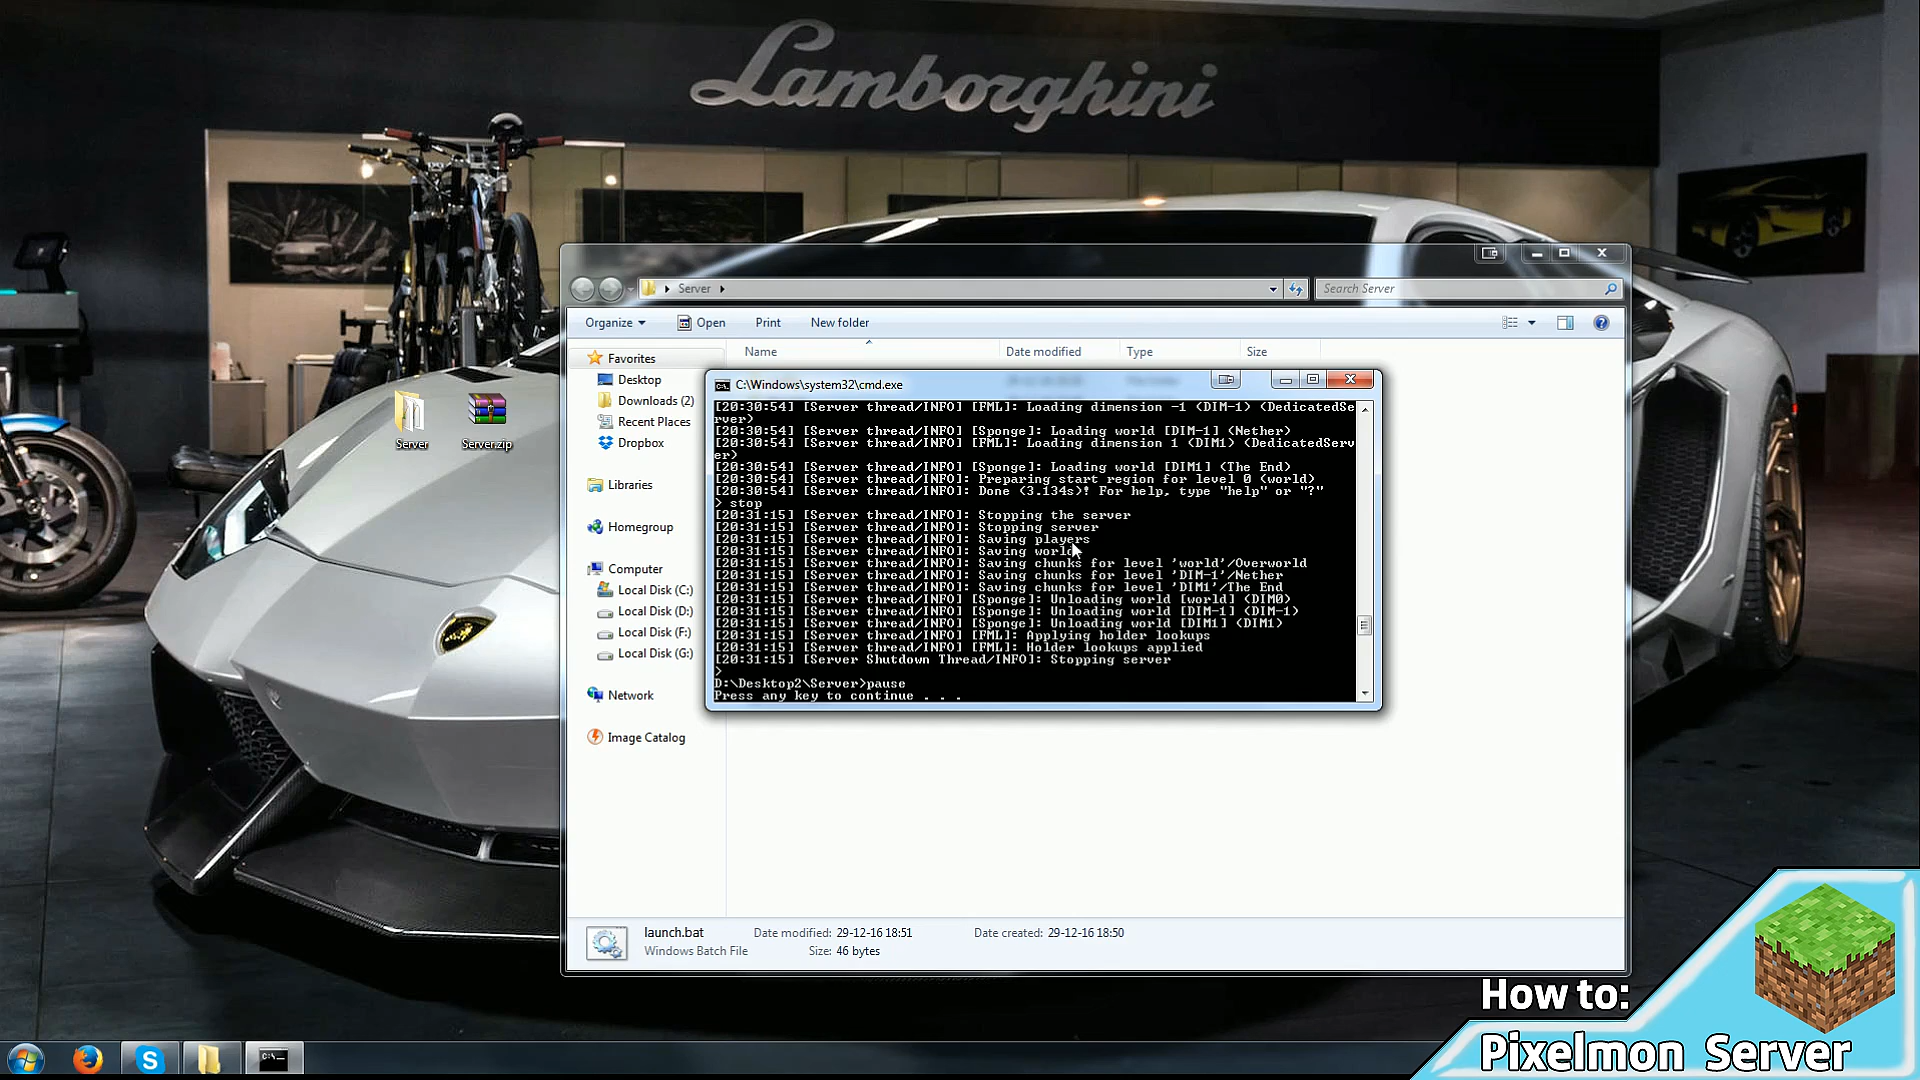 Lamborghini
Server
Search Server
Organize
Open
Print
New folder
Name
Date modified
Type
Size
Favorites
Desktop
Downloads (2)
Recent Places
Dropbox
Libraries
Homegroup
Computer
Local Disk (C:)
Local Disk (D:)
Local Disk (F:)
Local Disk (G:)
Network
Image Catalog
Server
Server.zip
C:\Windows\system32\cmd.exe
[20:30:54] [Server thread/INFO] [FML]: Loading dimension -1 (DIM-1) (DedicatedSe
rver)
[20:30:54] [Server thread/INFO] [Sponge]: Loading world [DIM-1] (Nether)
[20:30:54] [Server thread/INFO] [FML]: Loading dimension 1 (DIM1) (DedicatedServ
er)
[20:30:54] [Server thread/INFO] [Sponge]: Loading world [DIM1] (The End)
[20:30:54] [Server thread/INFO]: Preparing start region for level 0 (world)
[20:30:54] [Server thread/INFO]: Done (3.134s)! For help, type "help" or "?"
> stop
[20:31:15] [Server thread/INFO]: Stopping the server
[20:31:15] [Server thread/INFO]: Stopping server
[20:31:15] [Server thread/INFO]: Saving players
[20:31:15] [Server thread/INFO]: Saving worlds
[20:31:15] [Server thread/INFO]: Saving chunks for level 'world'/Overworld
[20:31:15] [Server thread/INFO]: Saving chunks for level 'DIM-1'/Nether
[20:31:15] [Server thread/INFO]: Saving chunks for level 'DIM1'/The End
[20:31:15] [Server thread/INFO] [Sponge]: Unloading world [world] (DIM0)
[20:31:15] [Server thread/INFO] [Sponge]: Unloading world [DIM-1] (DIM-1)
[20:31:15] [Server thread/INFO] [Sponge]: Unloading world [DIM1] (DIM1)
[20:31:15] [Server thread/INFO] [FML]: Applying holder lookups
[20:31:15] [Server thread/INFO] [FML]: Holder lookups applied
[20:31:15] [Server Shutdown Thread/INFO]: Stopping server
>
D:\Desktop2\Server>pause
Press any key to continue . . .
launch.bat
Date modified: 29-12-16 18:51
Date created: 29-12-16 18:50
Windows Batch File
Size: 46 bytes
How to:
Pixelmon Server